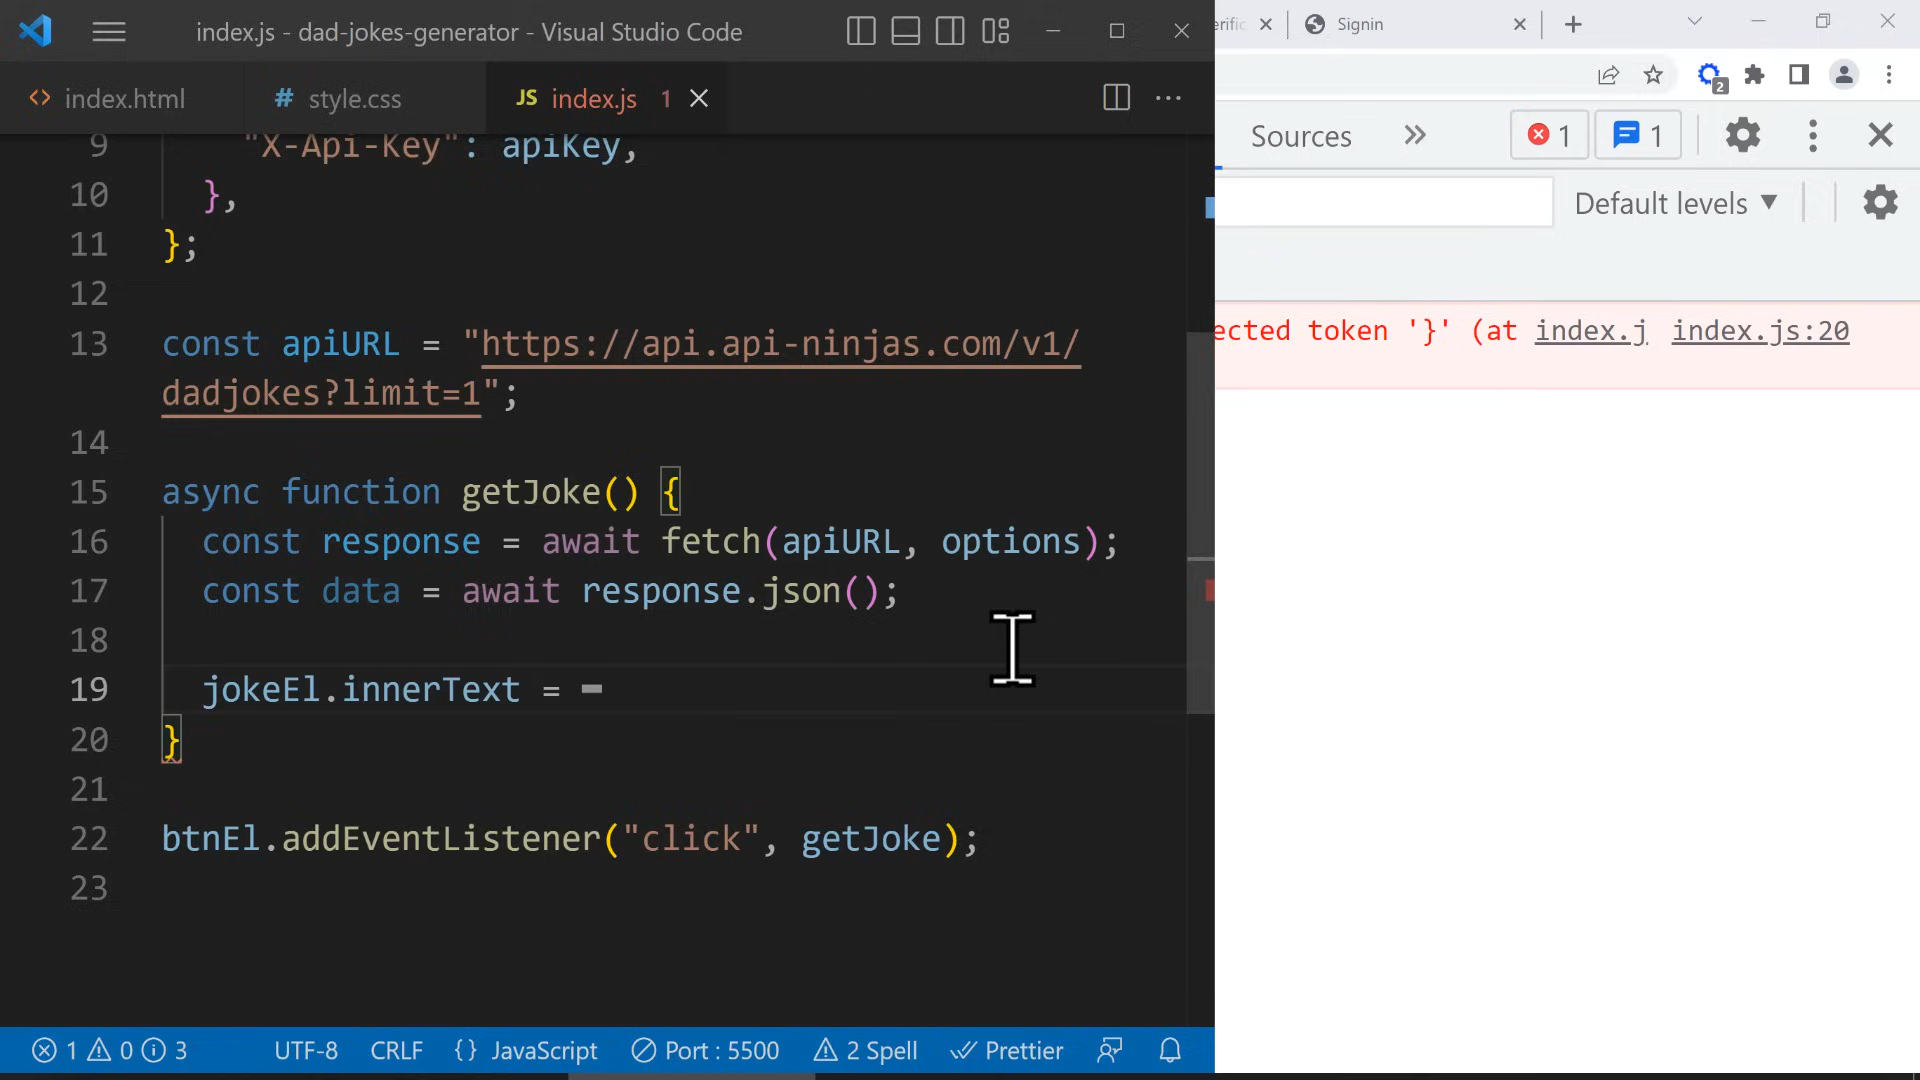 index.js - dad-jokes-generator - Visual Studio Code
index.html
# style.css
JS index.js 1
9 "X-Api-Key": apiKey,
10 },
11 };
12
13 const apiURL = "https://api.api-ninjas.com/v1/
dadjokes?limit=1";
14
15 async function getJoke() {
16 const response = await fetch(apiURL, options);
17 const data = await response.json();
18
19 jokeEl.innerText =
20 }
21
22 btnEl.addEventListener("click", getJoke);
23
1 0 3 UTF-8 CRLF {} JavaScript Port : 5500 2 Spell Prettier
Signin
2
Sources 1 1
Default levels
ected token '}' (at index.j index.js:20